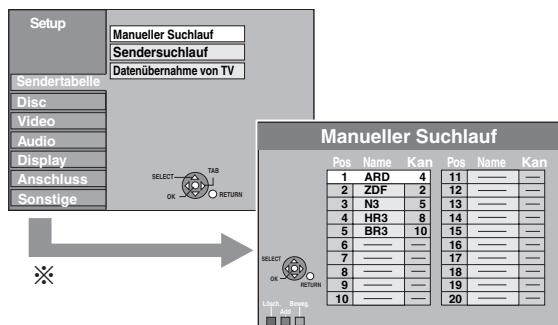 Setup
Manueller Suchlauf
Sendersuchlauf
Datenübernahme von TV
Sendertabelle
Disc
Video
Audio
Display
Anschluss
Sonstige
SELECT
TAB
OK
RETURN
※
Manueller Suchlauf
Pos Name Kan Pos Name Kan
1 ARD 4 11 —— —
2 ZDF 2 12 —— —
3 N3 5 13 —— —
4 HR3 8 14 —— —
5 BR3 10 15 —— —
6 —— — 16 —— —
7 —— — 17 —— —
8 —— — 18 —— —
9 —— — 19 —— —
10 —— — 20 —— —
SELECT
OK
RETURN
Lösch. Beweg.
Add